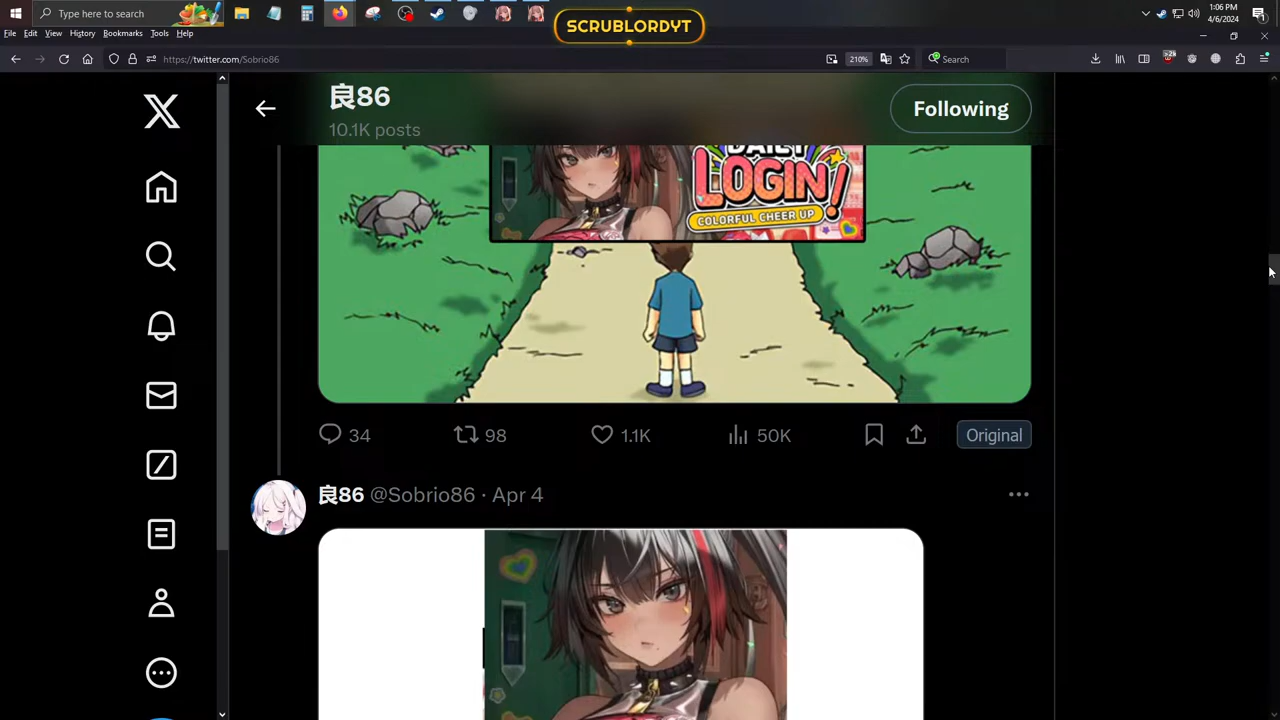 Type here to search
1:06 PM
4/6/2024
SCRUBLORDYT
File Edit View History Bookmarks Tools Help
https://twitter.com/Sobrio86
210%
Search
良86
10.1K posts
Following
DAILY
LOGIN!
COLORFUL CHEER UP
34 98 1.1K 50K Original
良86 @Sobrio86 · Apr 4